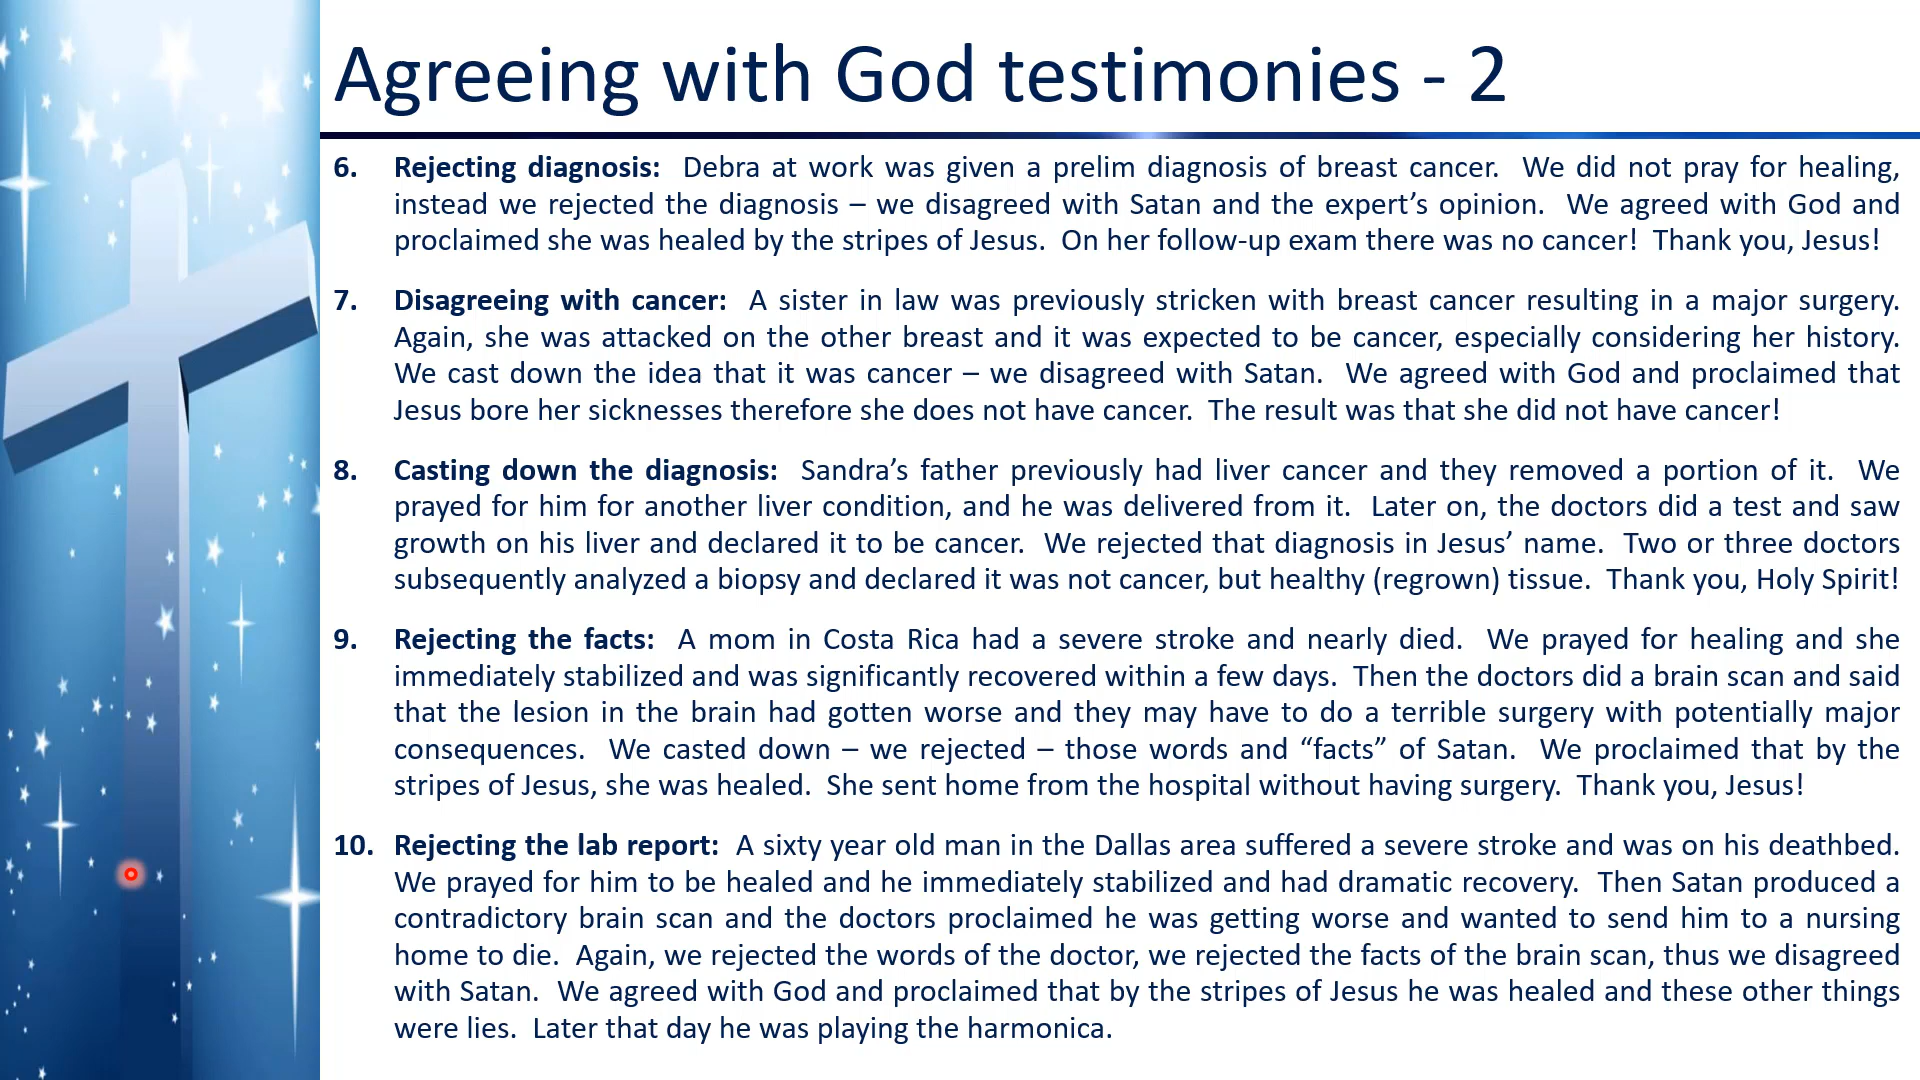 Agreeing with God testimonies - 2
6. Rejecting diagnosis: Debra at work was given a prelim diagnosis of breast cancer. We did not pray for healing,
instead we rejected the diagnosis – we disagreed with Satan and the expert’s opinion. We agreed with God and
proclaimed she was healed by the stripes of Jesus. On her follow-up exam there was no cancer! Thank you, Jesus!
7. Disagreeing with cancer: A sister in law was previously stricken with breast cancer resulting in a major surgery.
Again, she was attacked on the other breast and it was expected to be cancer, especially considering her history.
We cast down the idea that it was cancer – we disagreed with Satan. We agreed with God and proclaimed that
Jesus bore her sicknesses therefore she does not have cancer. The result was that she did not have cancer!
8. Casting down the diagnosis: Sandra’s father previously had liver cancer and they removed a portion of it. We
prayed for him for another liver condition, and he was delivered from it. Later on, the doctors did a test and saw
growth on his liver and declared it to be cancer. We rejected that diagnosis in Jesus’ name. Two or three doctors
subsequently analyzed a biopsy and declared it was not cancer, but healthy (regrown) tissue. Thank you, Holy Spirit!
9. Rejecting the facts: A mom in Costa Rica had a severe stroke and nearly died. We prayed for healing and she
immediately stabilized and was significantly recovered within a few days. Then the doctors did a brain scan and said
that the lesion in the brain had gotten worse and they may have to do a terrible surgery with potentially major
consequences. We casted down – we rejected – those words and “facts” of Satan. We proclaimed that by the
stripes of Jesus, she was healed. She sent home from the hospital without having surgery. Thank you, Jesus!
10. Rejecting the lab report: A sixty year old man in the Dallas area suffered a severe stroke and was on his deathbed.
We prayed for him to be healed and he immediately stabilized and had dramatic recovery. Then Satan produced a
contradictory brain scan and the doctors proclaimed he was getting worse and wanted to send him to a nursing
home to die. Again, we rejected the words of the doctor, we rejected the facts of the brain scan, thus we disagreed
with Satan. We agreed with God and proclaimed that by the stripes of Jesus he was healed and these other things
were lies. Later that day he was playing the harmonica.